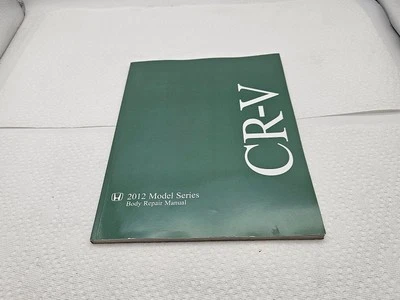 CR-V
2012 Model Series
Body Repair Manual